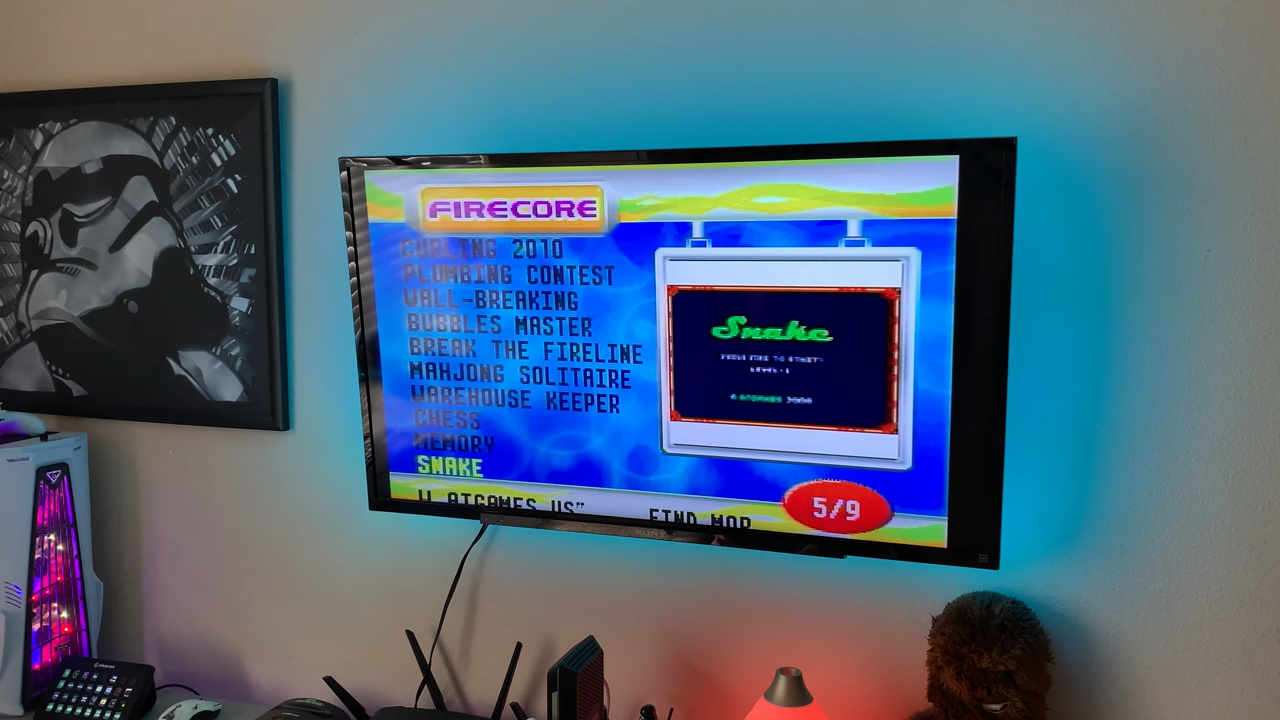 FIRECORE
CURLING 2010
PLUMBING CONTEST
WALL-BREAKING
BUBBLES MASTER
BREAK THE FIRELINE
MAHJONG SOLITAIRE
WAREHOUSE KEEPER
CHESS
MEMORY
SNAKE
Snake
5/9
SONY